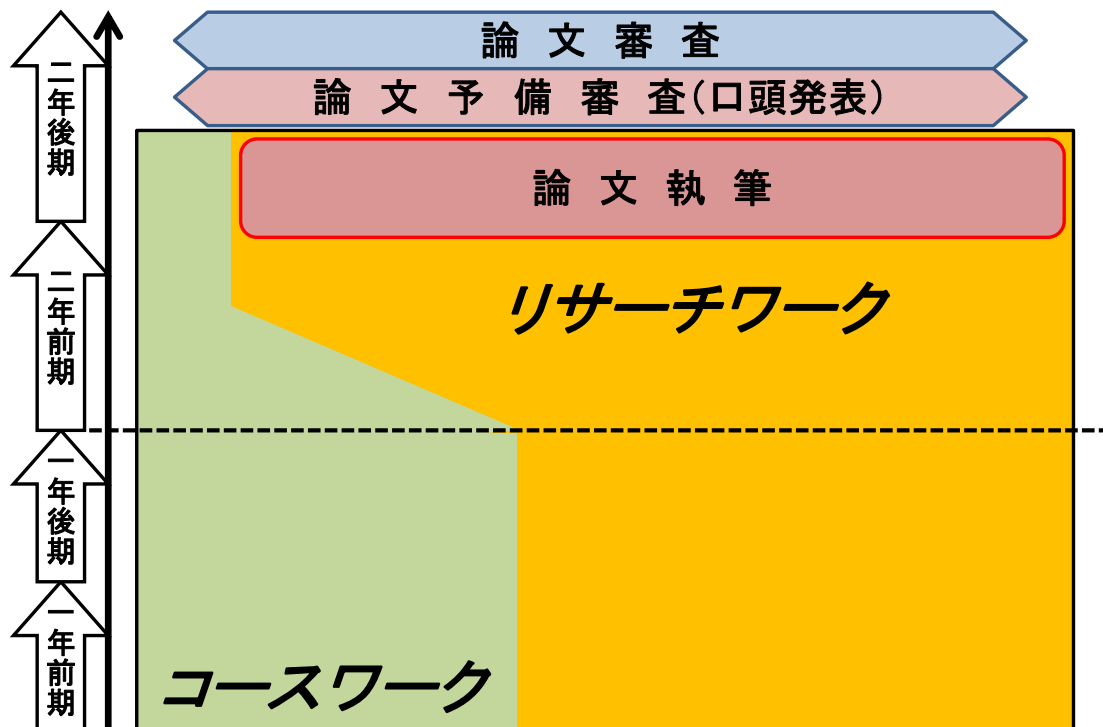 論文審査
論文予備審査(口頭発表)
論文執筆
リサーチワーク
コースワーク
二年後期
二年前期
一年後期
一年前期